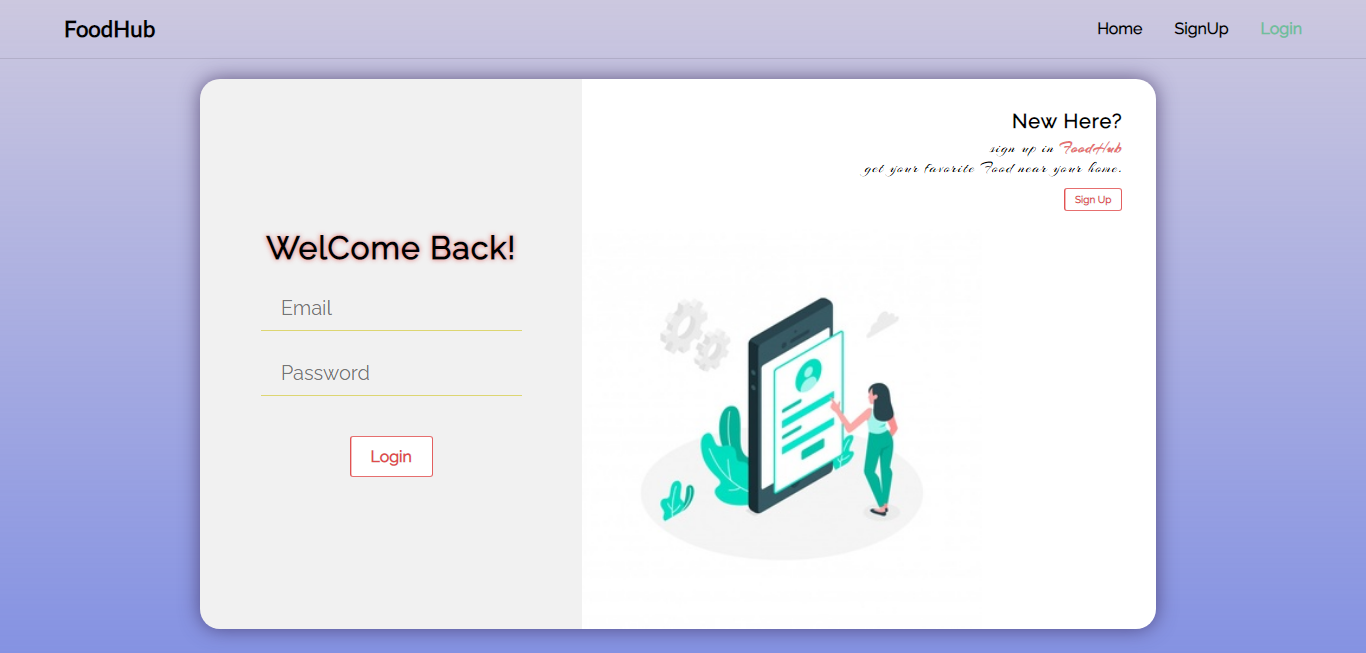 FoodHub
Home SignUp Login
New Here?
sign up in FoodHub
get your favorite Food near your home.
Sign Up
WelCome Back!
Email
Password
Login